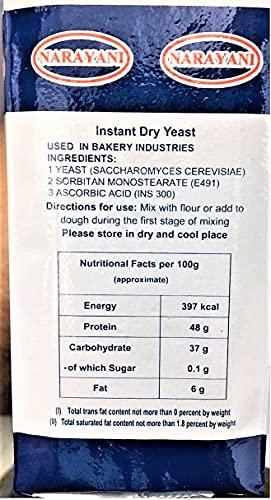 NARAYANI NARAYANI
Instant Dry Yeast
USED IN BAKERY INDUSTRIES
INGREDIENTS:
1 YEAST (SACCHAROMYCES CEREVISIAE)
2 SORBITAN MONOSTEARATE (E491)
3 ASCORBIC ACID (INS 300)
Directions for use: Mix with flour or add to
dough during the first stage of mixing
Please store in dry and cool place
Nutritional Facts per 100g
(approximate)
Energy 397 kcal
Protein 48 g
Carbohydrate 37 g
-of which Sugar 0.1 g
Fat 6 g
(I) Total trans fat content not more than 0 percent by weight
(II) Total saturated fat content not more than 1.8 percent by weight